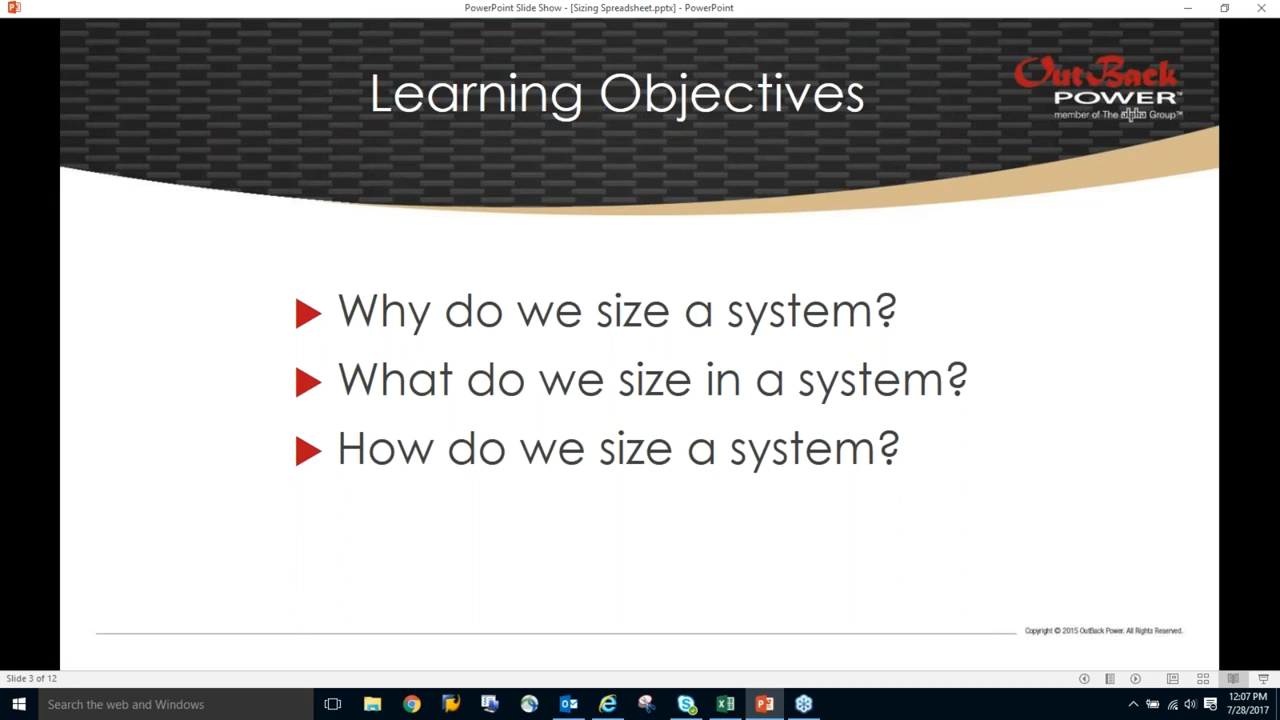 PowerPoint Slide Show - [Sizing Spreadsheet.pptx] - PowerPoint
Learning Objectives
OutBack
POWER™
member of The alpha Group™
Why do we size a system?
What do we size in a system?
How do we size a system?
Copyright © 2015 OutBack Power. All Rights Reserved.
Slide 3 of 12
Search the web and Windows
12:07 PM
7/28/2017